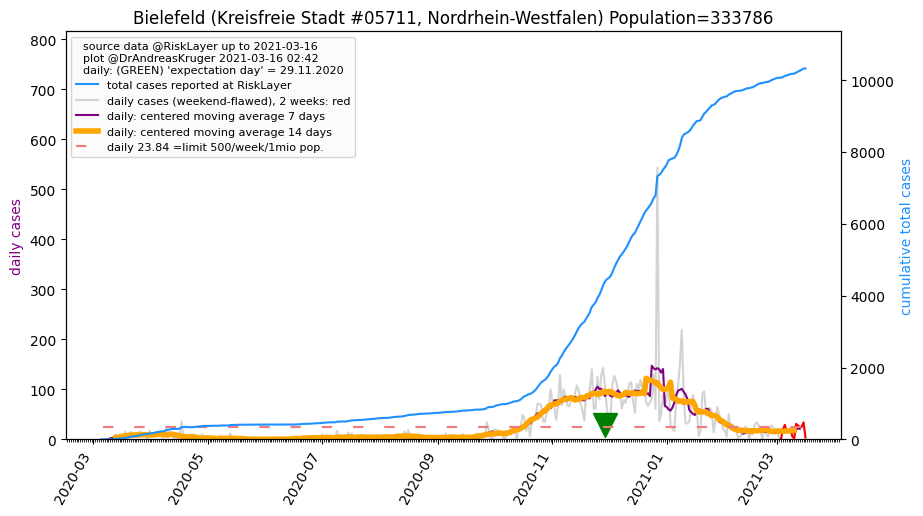 Bielefeld (Kreisfreie Stadt #05711, Nordrhein-Westfalen) Population=333786
source data @RiskLayer up to 2021-03-16
plot @DrAndreasKruger 2021-03-16 02:42
daily: (GREEN) 'expectation day' = 29.11.2020
total cases reported at RiskLayer
daily cases (weekend-flawed), 2 weeks: red
daily: centered moving average 7 days
daily: centered moving average 14 days
daily 23.84 =limit 500/week/1mio pop.
daily cases
800
700
600
500
400
300
200
100
0
cumulative total cases
10000
8000
6000
4000
2000
0
2020-03
2020-05
2020-07
2020-09
2020-11
2021-01
2021-03